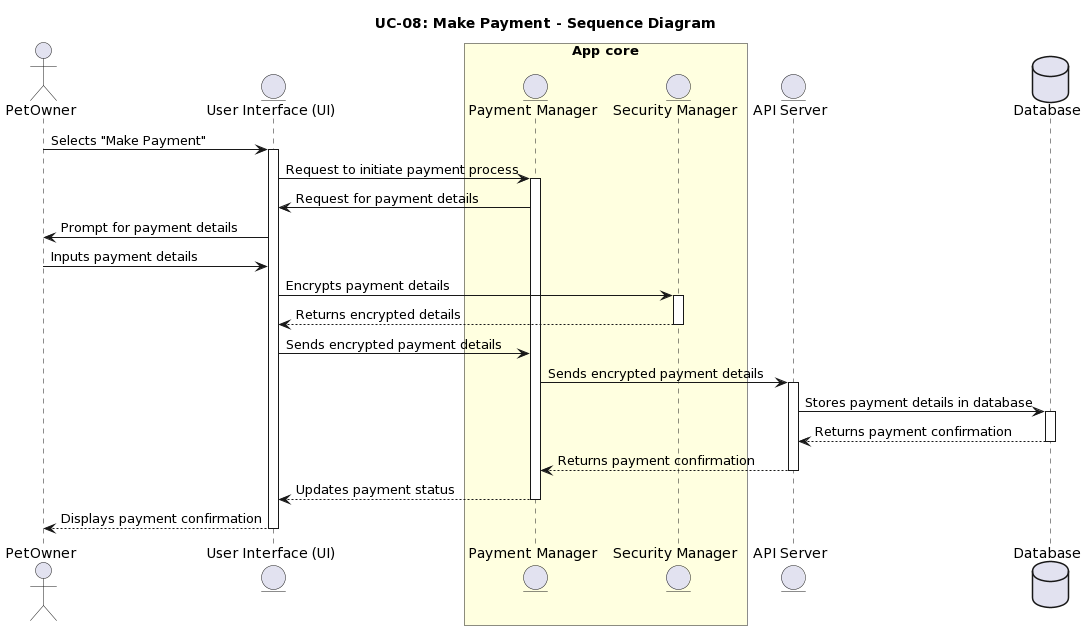 UC-08: Make Payment - Sequence Diagram
App core
PetOwner
User Interface (UI)
Payment Manager
Security Manager
API Server
Database
Selects "Make Payment"
Request to initiate payment process
Request for payment details
Prompt for payment details
Inputs payment details
Encrypts payment details
Returns encrypted details
Sends encrypted payment details
Sends encrypted payment details
Stores payment details in database
Returns payment confirmation
Returns payment confirmation
Updates payment status
Displays payment confirmation
PetOwner
User Interface (UI)
Payment Manager
Security Manager
API Server
Database